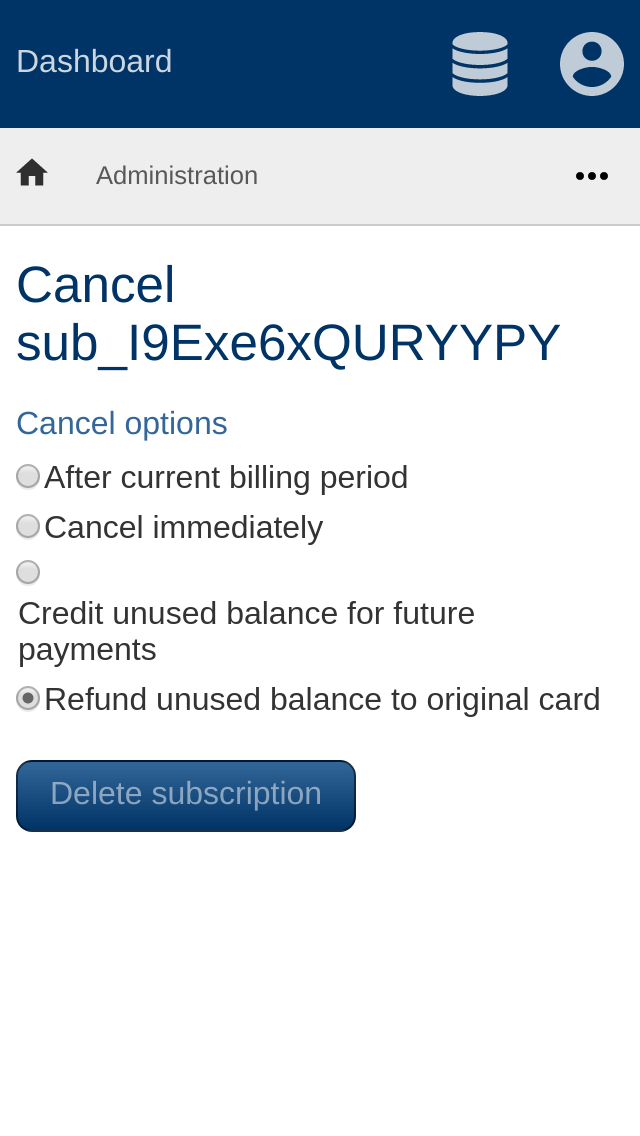 Dashboard
Administration
Cancel
sub_I9Exe6xQURYYPY
Cancel options
After current billing period
Cancel immediately
Credit unused balance for future
payments
Refund unused balance to original card
Delete subscription